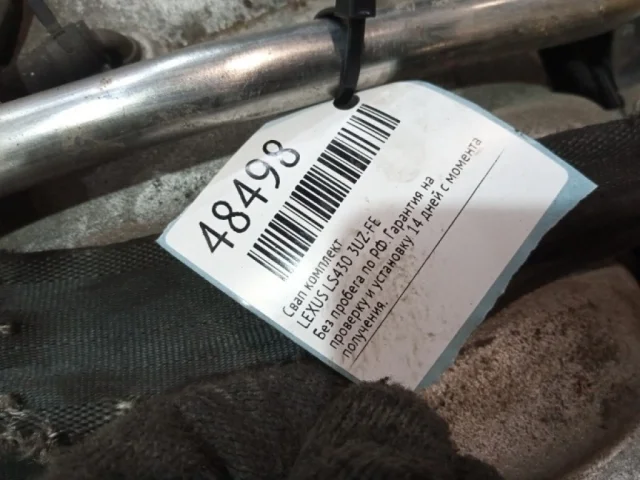 48498
Свап комплект
LEXUS LS430 3UZ-FE
Без пробега по РФ. Гарантия на
проверку и установку 14 дней с момента
получения.